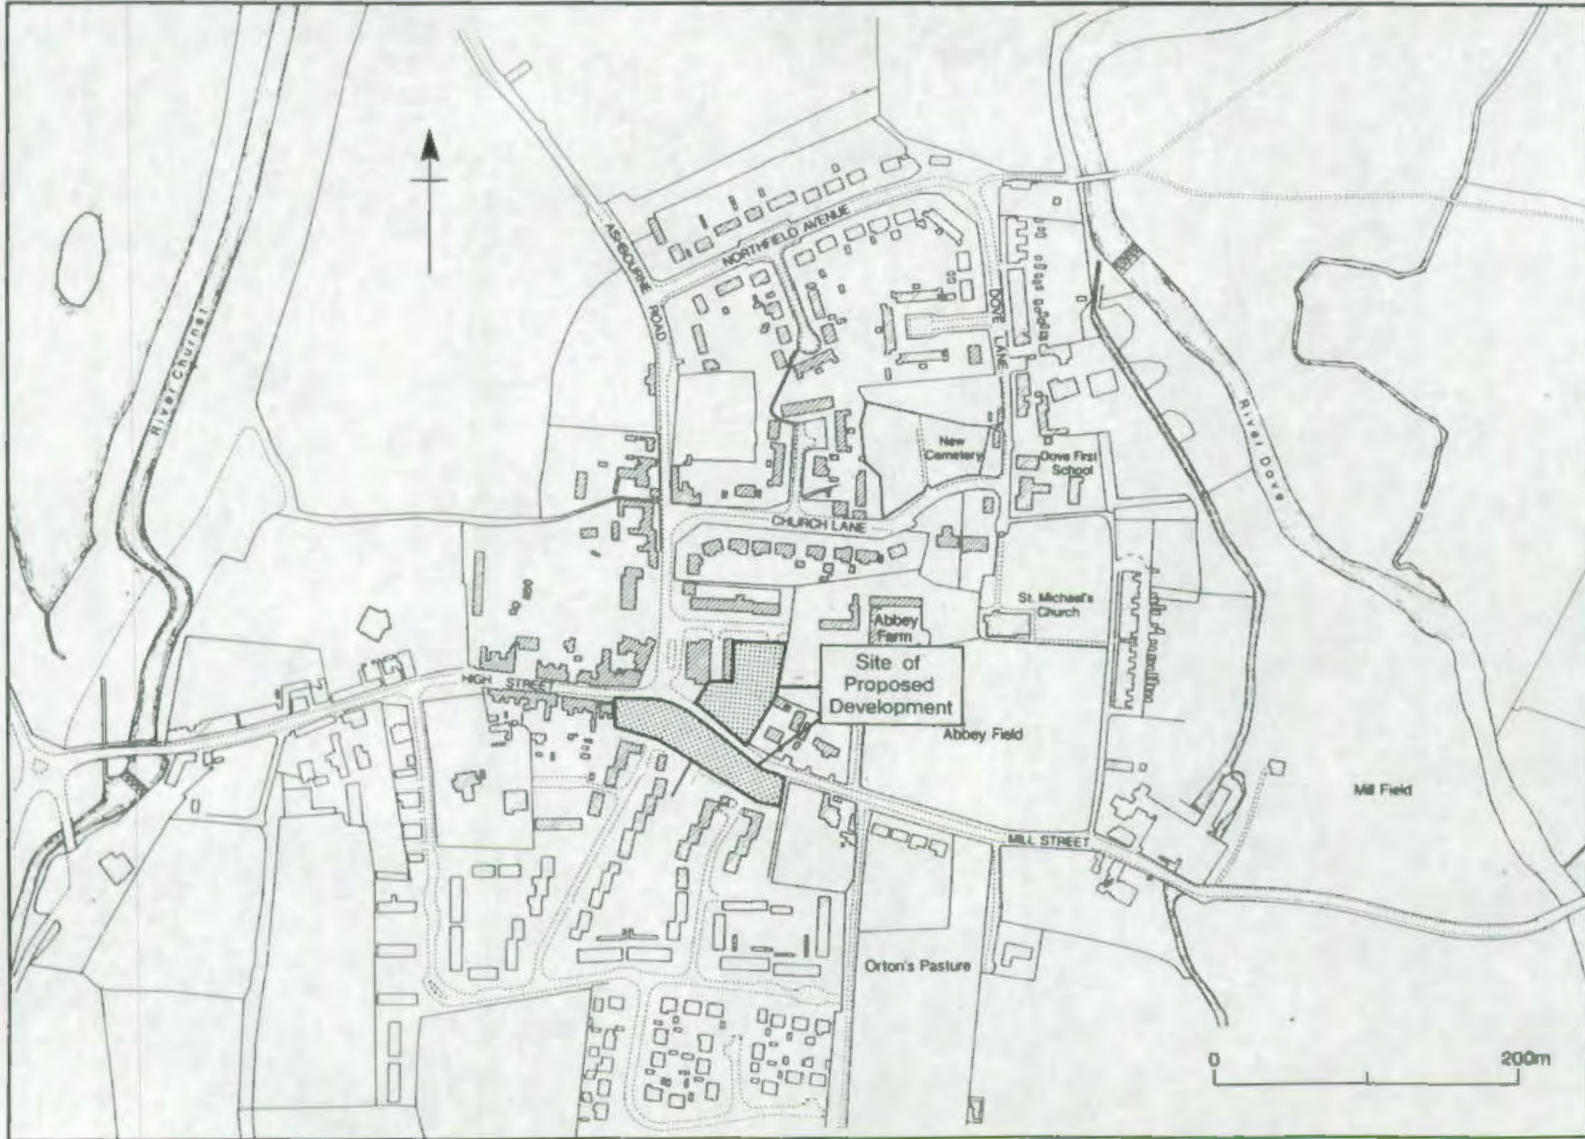 ASHBOURNE ROAD
NORTHFIELD AVENUE
DOVE LANE
River Churnet
River Dove
New
Cemetery
Dove First
School
CHURCH LANE
St. Michael's
Church
Abbey
Farm
Site of
Proposed
Development
HIGH STREET
Abbey Field
Mill Field
MILL STREET
Orton's Pasture
0 200m